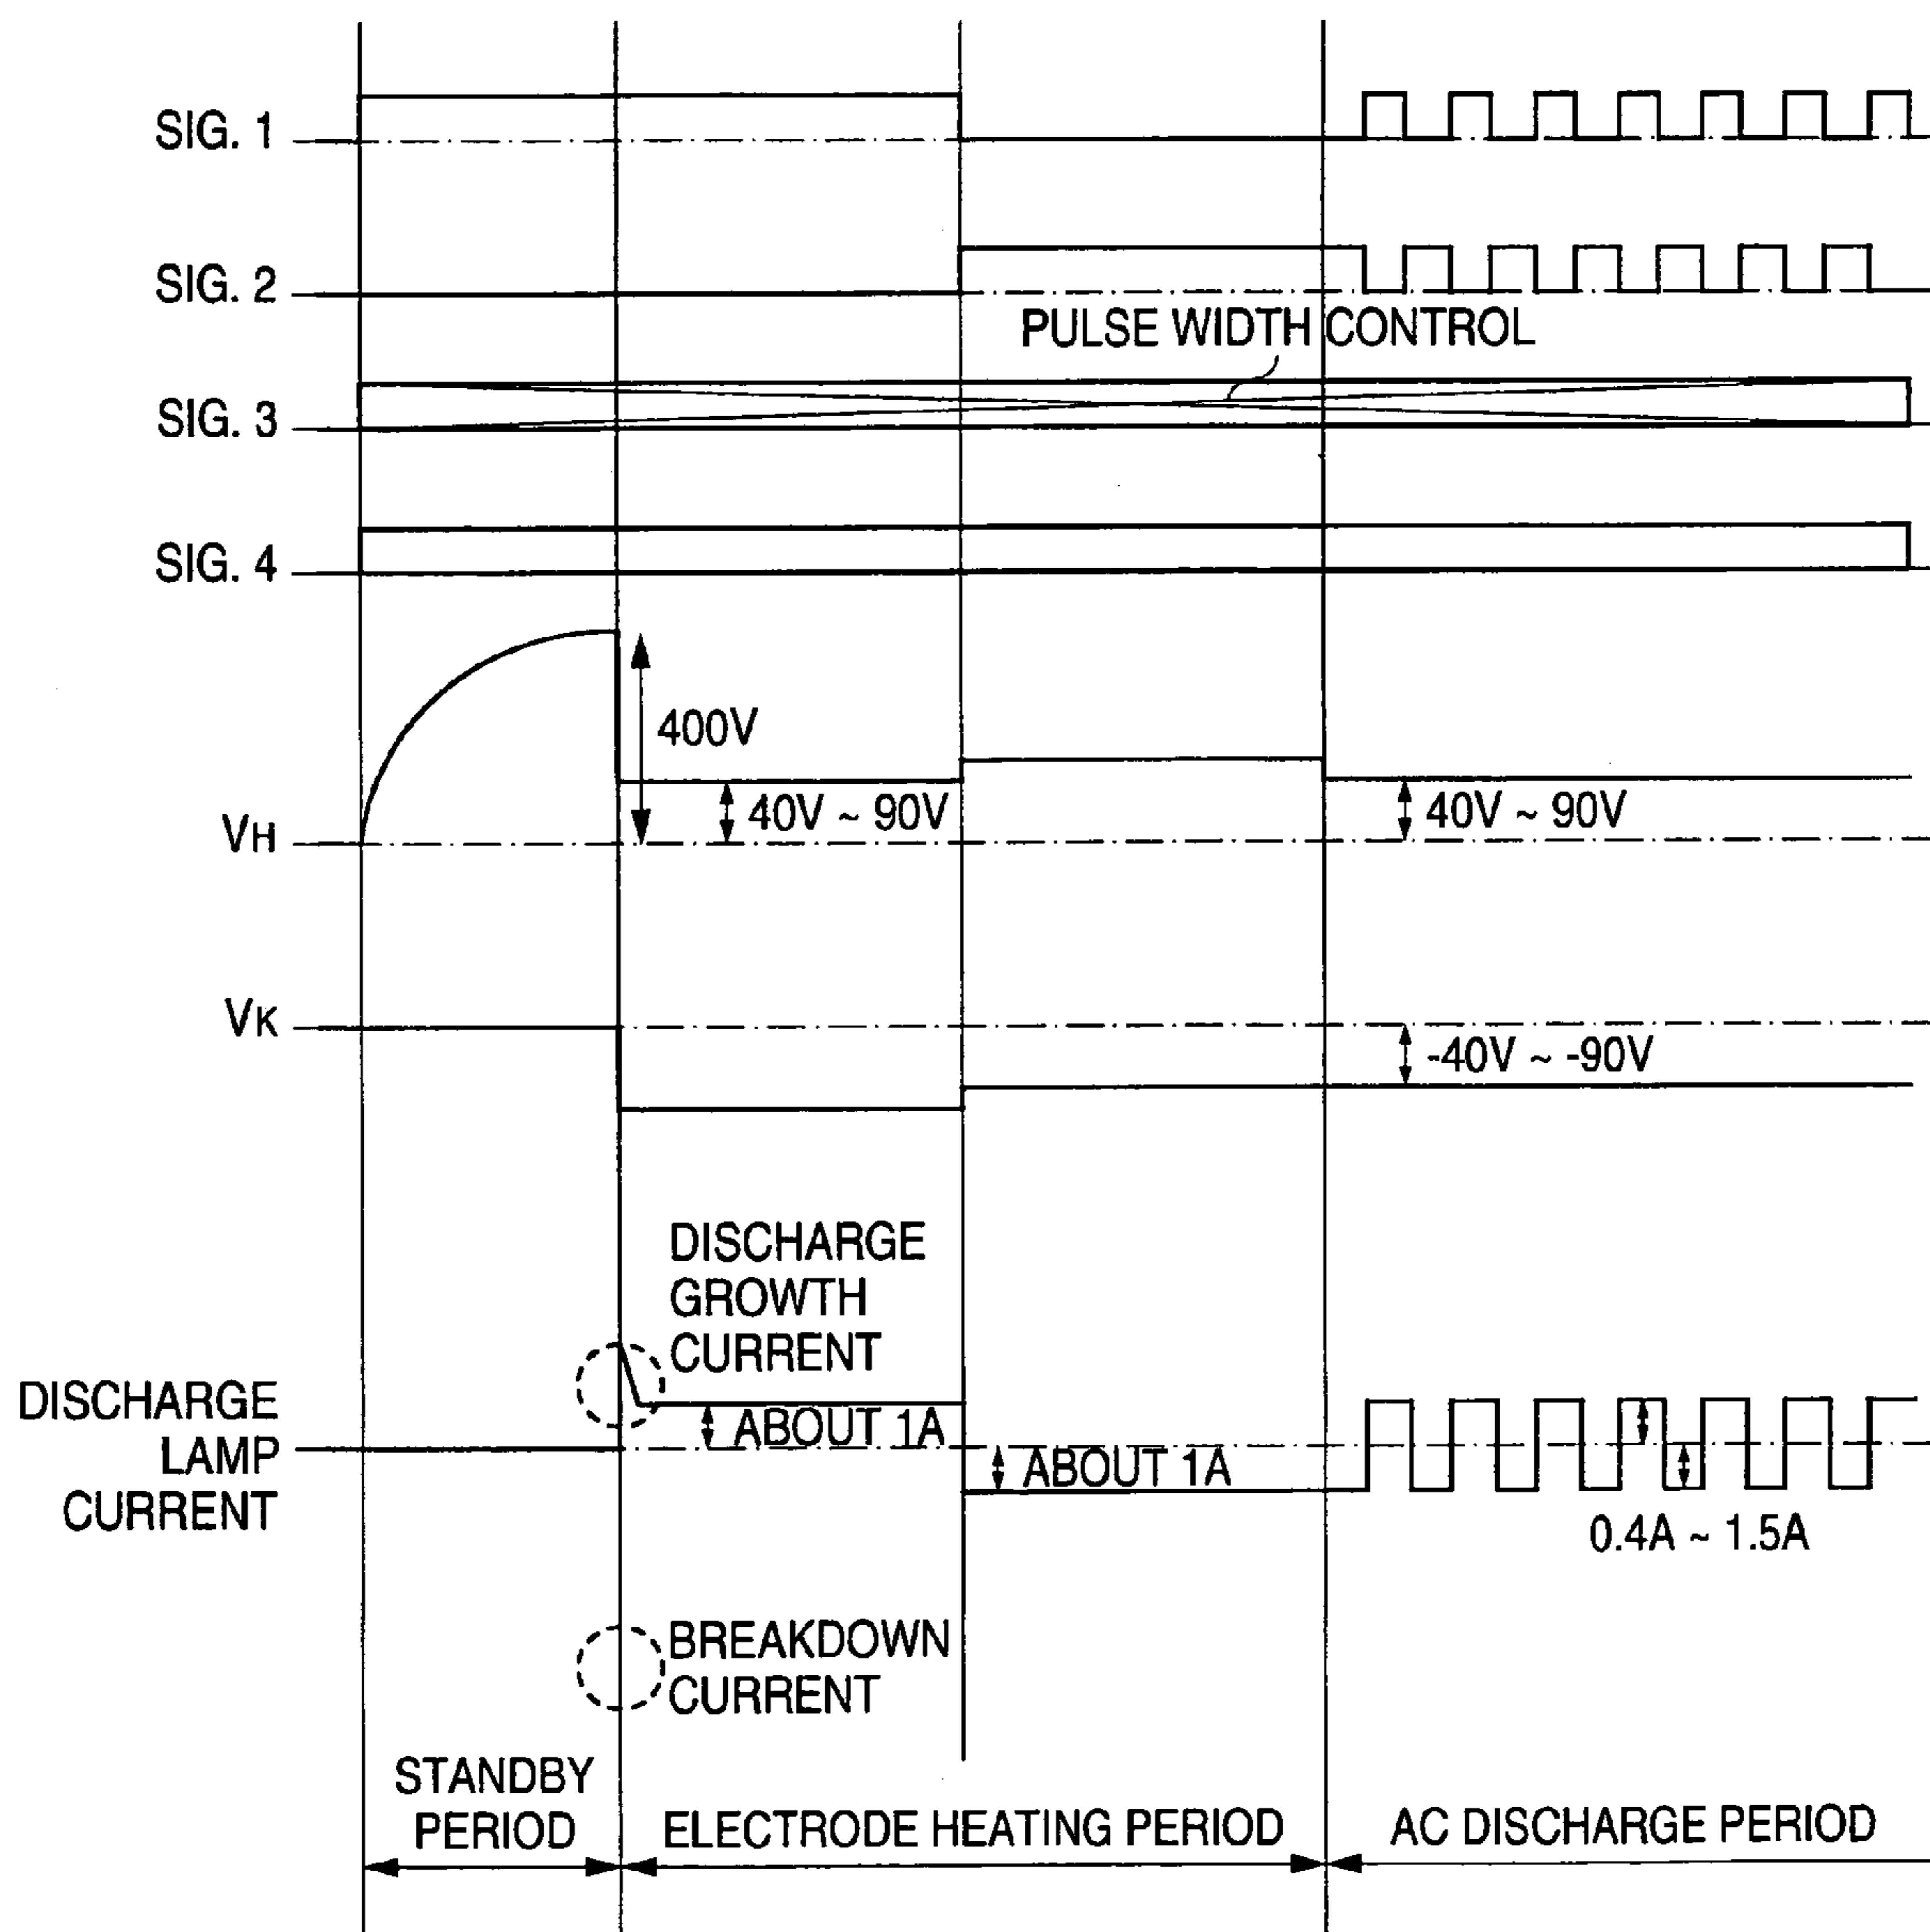 SIG. 1
SIG. 2
PULSE WIDTH CONTROL
SIG. 3
SIG. 4
400V
40V ~ 90V
40V ~ 90V
VH
VK
-40V ~ -90V
DISCHARGE
GROWTH
CURRENT
DISCHARGE
LAMP
CURRENT
ABOUT 1A
ABOUT 1A
0.4A ~ 1.5A
BREAKDOWN
CURRENT
STANDBY
PERIOD
ELECTRODE HEATING PERIOD
AC DISCHARGE PERIOD